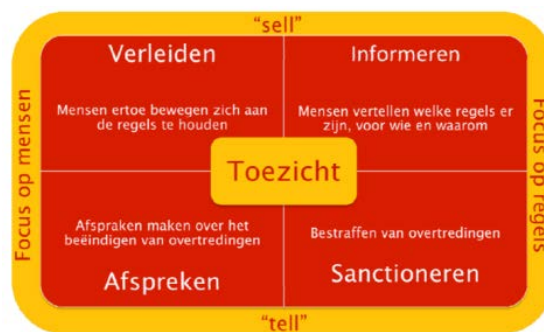 "sell"
Verleiden
Mensen ertoe bewegen zich aan
de regels te houden
Informeren
Mensen vertellen welke regels er
zijn, voor wie en waarom
Focus op mensen
Toezicht
Focus op regels
Afspraken maken over het
beëindigen van overtredingen
Afspreken
Bestraffen van overtredingen
Sanctioneren
"tell"